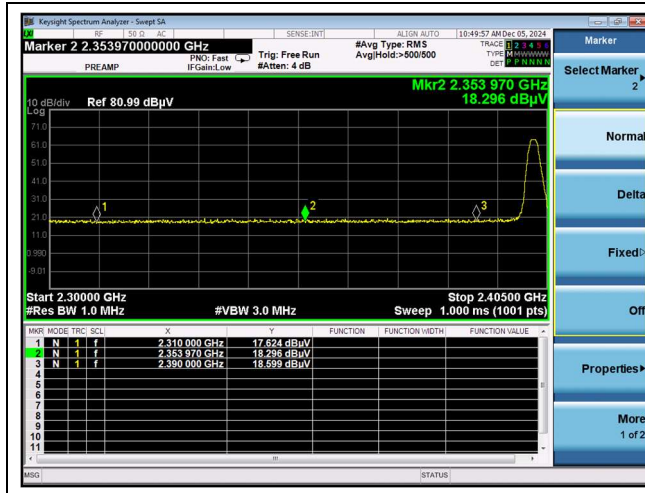 Keysight Spectrum Analyzer - Swept SA
RF 50 Ω AC SENSE:INT ALIGN AUTO 10:49:57 AM Dec 05, 2024
Marker 2 2.353970000000 GHz
PREAMP
PNO: Fast
IFGain:Low
Trig: Free Run
#Atten: 4 dB
#Avg Type: RMS
Avg|Hold:>500/500
TRACE 1 2 3 4 5 6
TYPE M M W W W W
DET P P N N N N
Mkr2 2.353 970 GHz
18.296 dBµV
10 dB/div Ref 80.99 dBµV
Log
71.0
61.0
51.0
41.0
31.0
21.0
11.0
0.990
-9.01
1
2
3
Start 2.30000 GHz Stop 2.40500 GHz
#Res BW 1.0 MHz #VBW 3.0 MHz Sweep 1.000 ms (1001 pts)
MKR MODE TRC SCL X Y FUNCTION FUNCTION WIDTH FUNCTION VALUE
1 N 1 f 2.310 000 GHz 17.624 dBµV
2 N 1 f 2.353 970 GHz 18.296 dBµV
3 N 1 f 2.390 000 GHz 18.599 dBµV
4
5
6
7
8
9
10
11
MSG STATUS
Marker
Select Marker
2
Normal
Delta
Fixed
Off
Properties
More
1 of 2